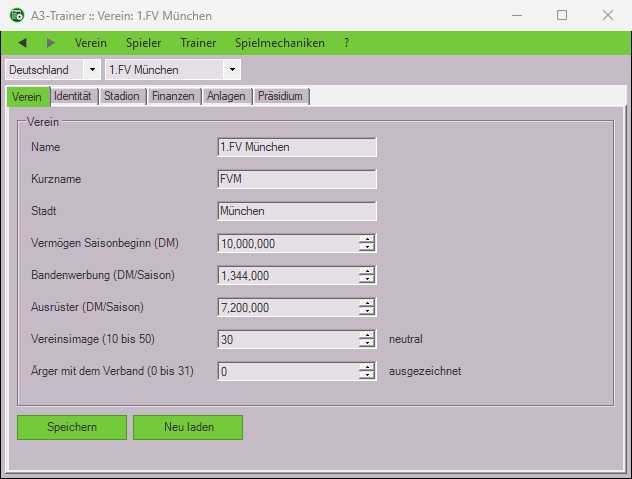 A3-Trainer :: Verein: 1.FV München
Verein Spieler Trainer Spielmechaniken ?
Deutschland 1.FV München
Verein Identität Stadion Finanzen Anlagen Präsidium
Verein
Name 1.FV München
Kurzname FVM
Stadt München
Vermögen Saisonbeginn (DM) 10,000,000
Bandenwerbung (DM/Saison) 1,344,000
Ausrüster (DM/Saison) 7,200,000
Vereinsimage (10 bis 50) 30 neutral
Ärger mit dem Verband (0 bis 31) 0 ausgezeichnet
Speichern Neu laden